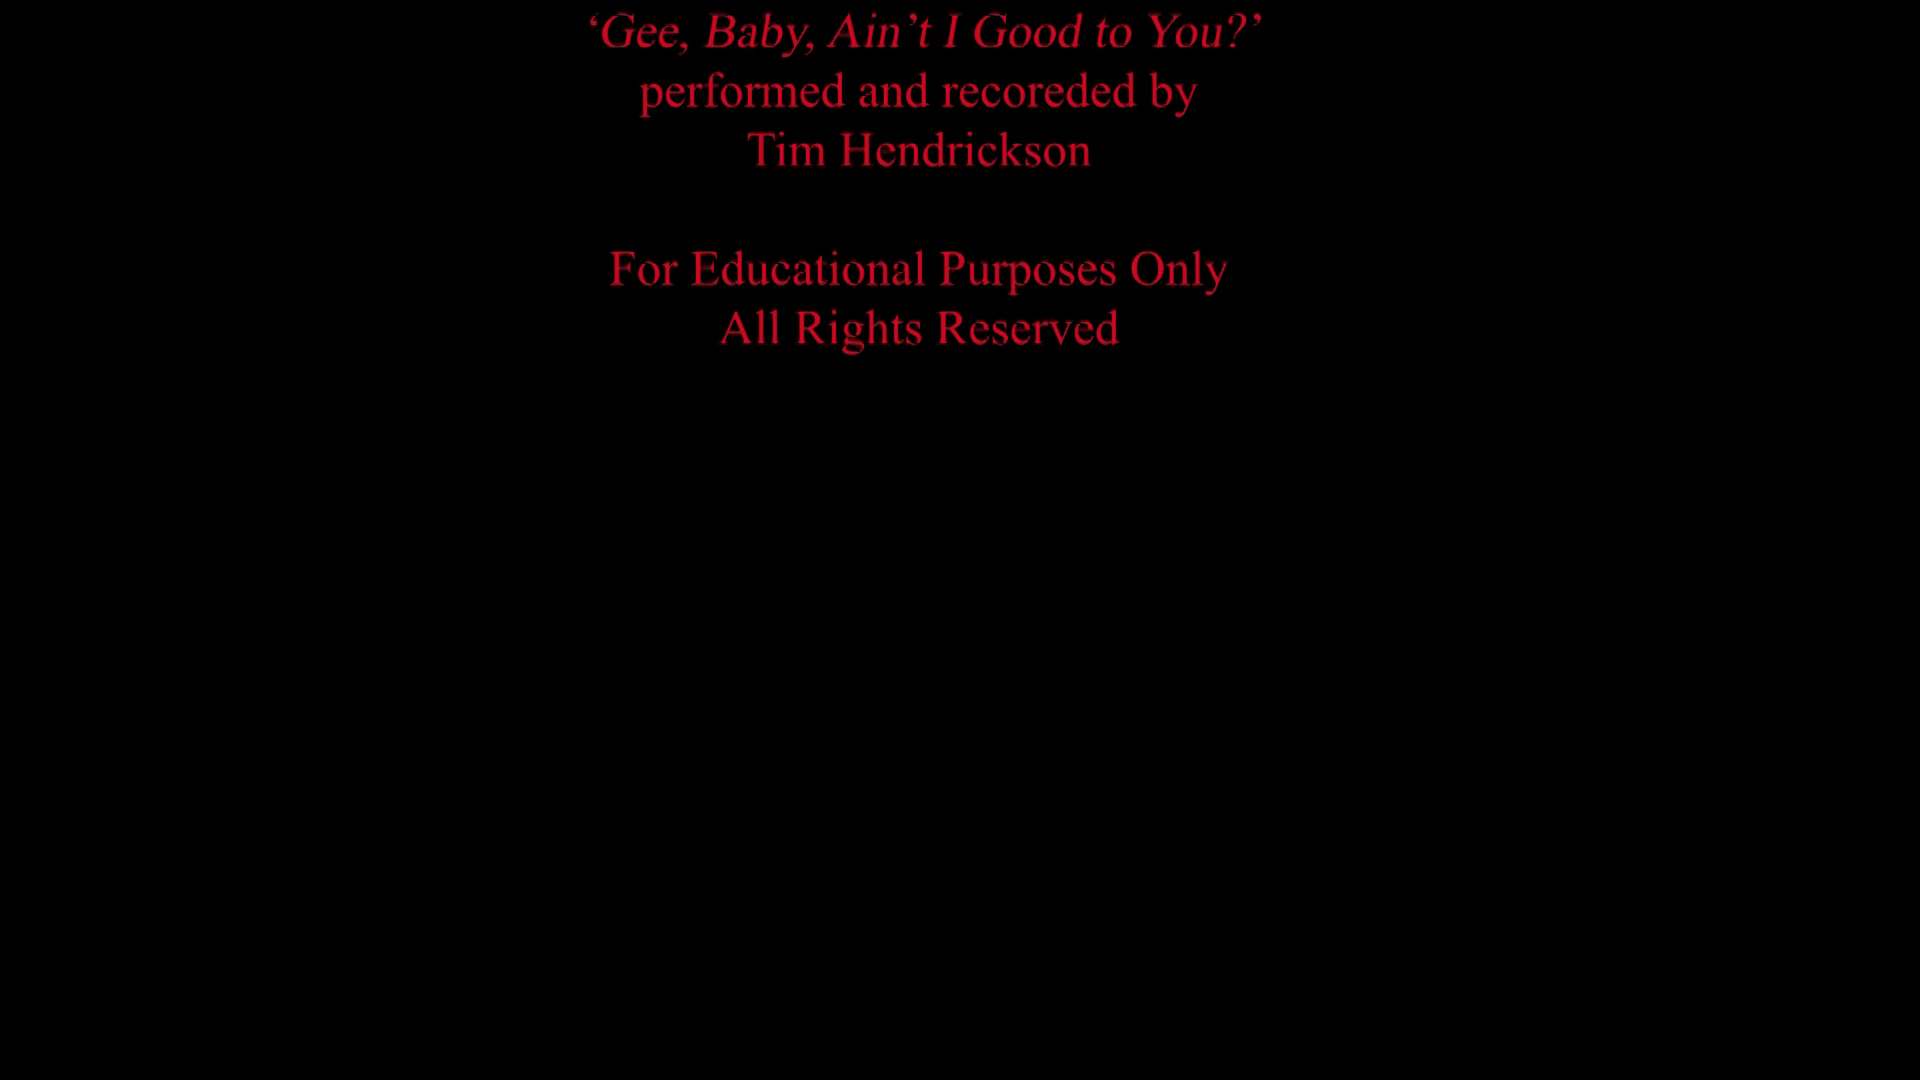 ‘Gee, Baby, Ain’t I Good to You?’
performed and recoreded by
Tim Hendrickson
For Educational Purposes Only
All Rights Reserved